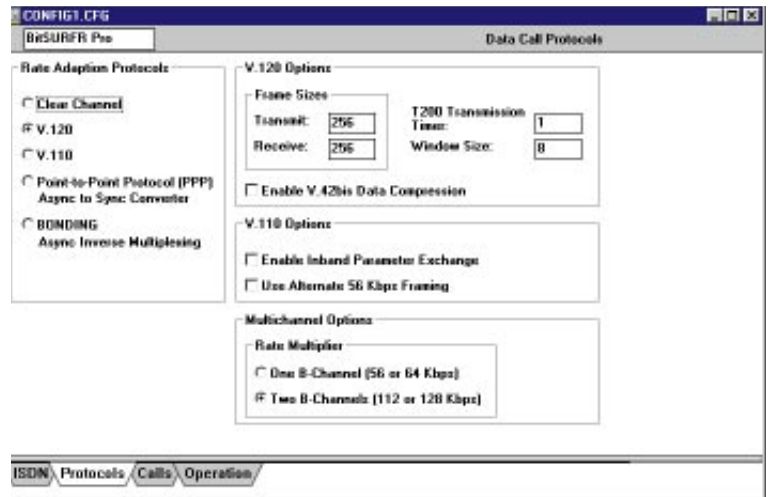 CONFIG1.CFG
BitSURFR Pro
Data Call Protocols
Rate Adaption Protocols
Clear Channel
V.120
V.110
Point-to-Point Protocol (PPP)
Async to Sync Converter
BONDING
Async Inverse Multiplexing
V.120 Options
Frame Sizes
Transmit: 256
Receive: 256
T200 Transmission
Timer: 1
Window Size: 8
Enable V.42bis Data Compression
V.110 Options
Enable Inband Parameter Exchange
Use Alternate 56 Kbps Framing
Multichannel Options
Rate Multiplier
One B-Channel (56 or 64 Kbps)
Two B-Channels (112 or 128 Kbps)
ISDN Protocols Calls Operation